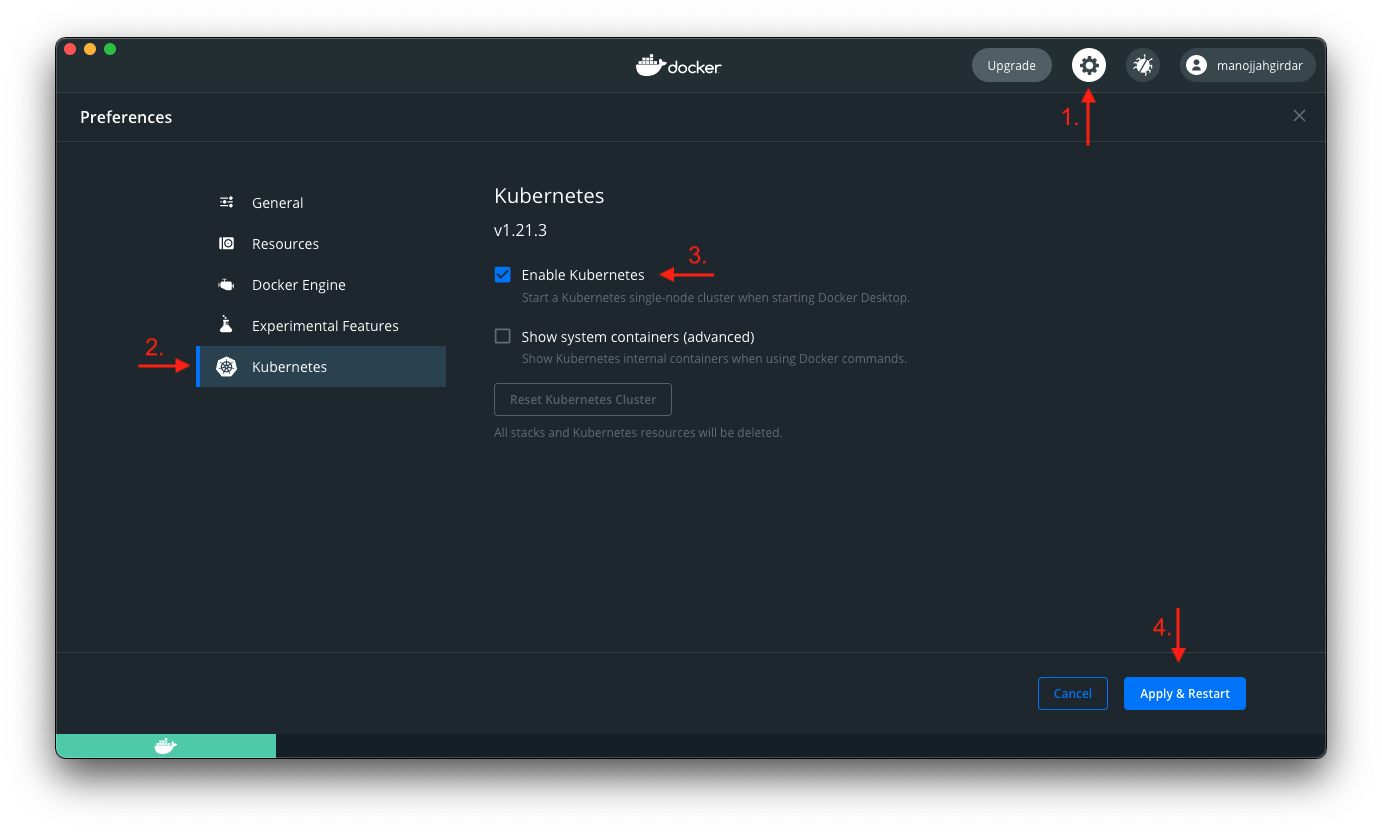 docker
Upgrade
manojjahgirdar
Preferences
1.
General
Resources
Docker Engine
Experimental Features
2.
Kubernetes
Kubernetes
v1.21.3
3.
Enable Kubernetes
Start a Kubernetes single-node cluster when starting Docker Desktop.
Show system containers (advanced)
Show Kubernetes internal containers when using Docker commands.
Reset Kubernetes Cluster
All stacks and Kubernetes resources will be deleted.
4.
Cancel
Apply & Restart